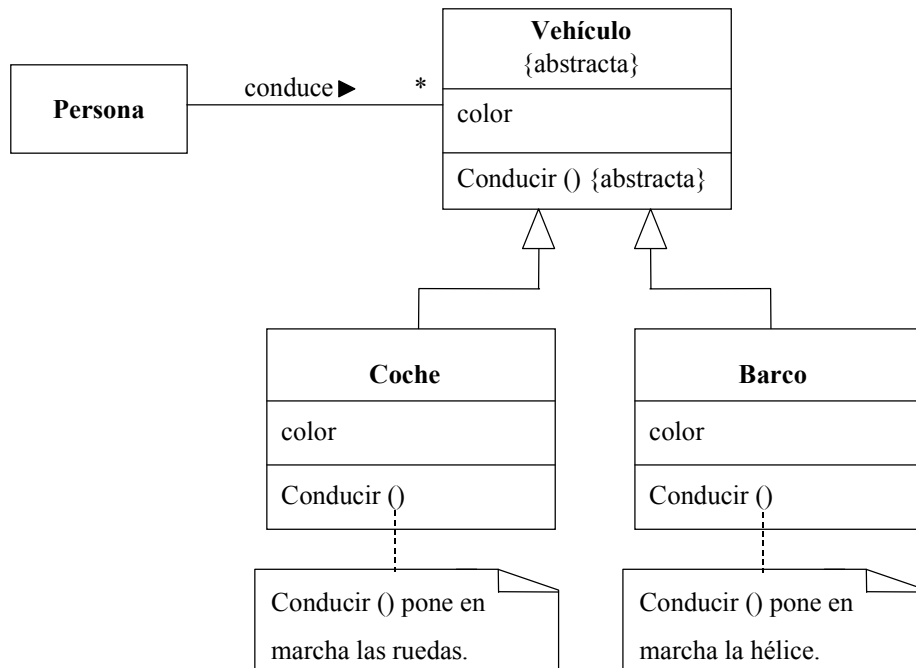 Vehículo
{abstracta}
conduce ▶ *
Persona
color
Conducir () {abstracta}
Coche
Barco
color
color
Conducir ()
Conducir ()
Conducir () pone en
marcha las ruedas.
Conducir () pone en
marcha la hélice.